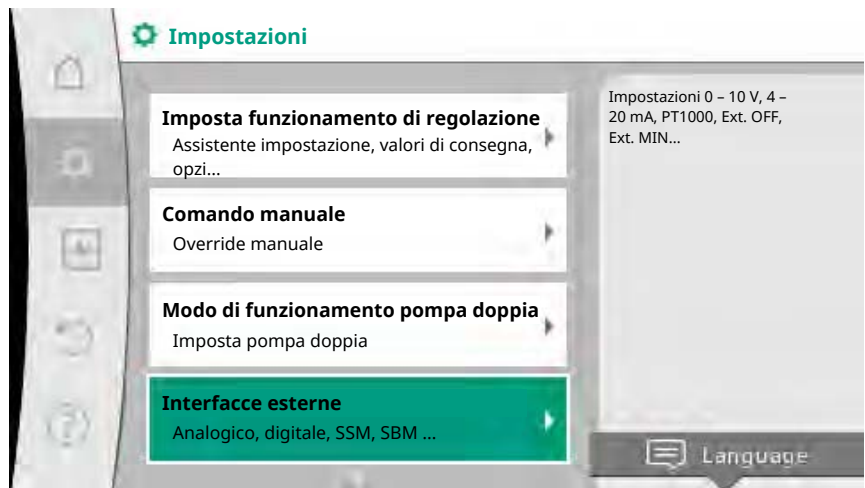 Impostazioni
Imposta funzionamento di regolazione
Assistente impostazione, valori di consegna,
opzi...
Comando manuale
Override manuale
Modo di funzionamento pompa doppia
Imposta pompa doppia
Interfacce esterne
Analogico, digitale, SSM, SBM ...
Impostazioni 0 – 10 V, 4 –
20 mA, PT1000, Ext. OFF,
Ext. MIN...
Language